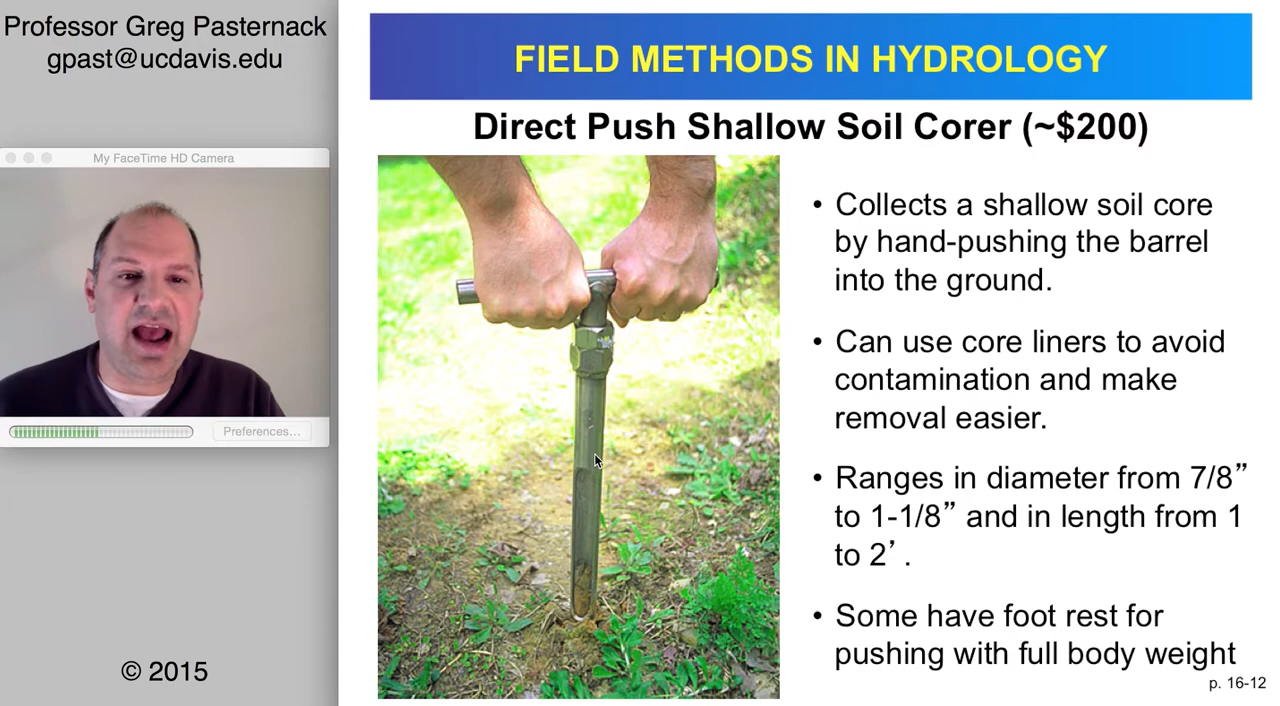 Professor Greg Pasternack
gpast@ucdavis.edu
My FaceTime HD Camera
Preferences...
© 2015
FIELD METHODS IN HYDROLOGY
Direct Push Shallow Soil Corer (~$200)
• Collects a shallow soil core
by hand-pushing the barrel
into the ground.
• Can use core liners to avoid
contamination and make
removal easier.
• Ranges in diameter from 7/8”
to 1-1/8” and in length from 1
to 2’ .
• Some have foot rest for
pushing with full body weight
p. 16-12